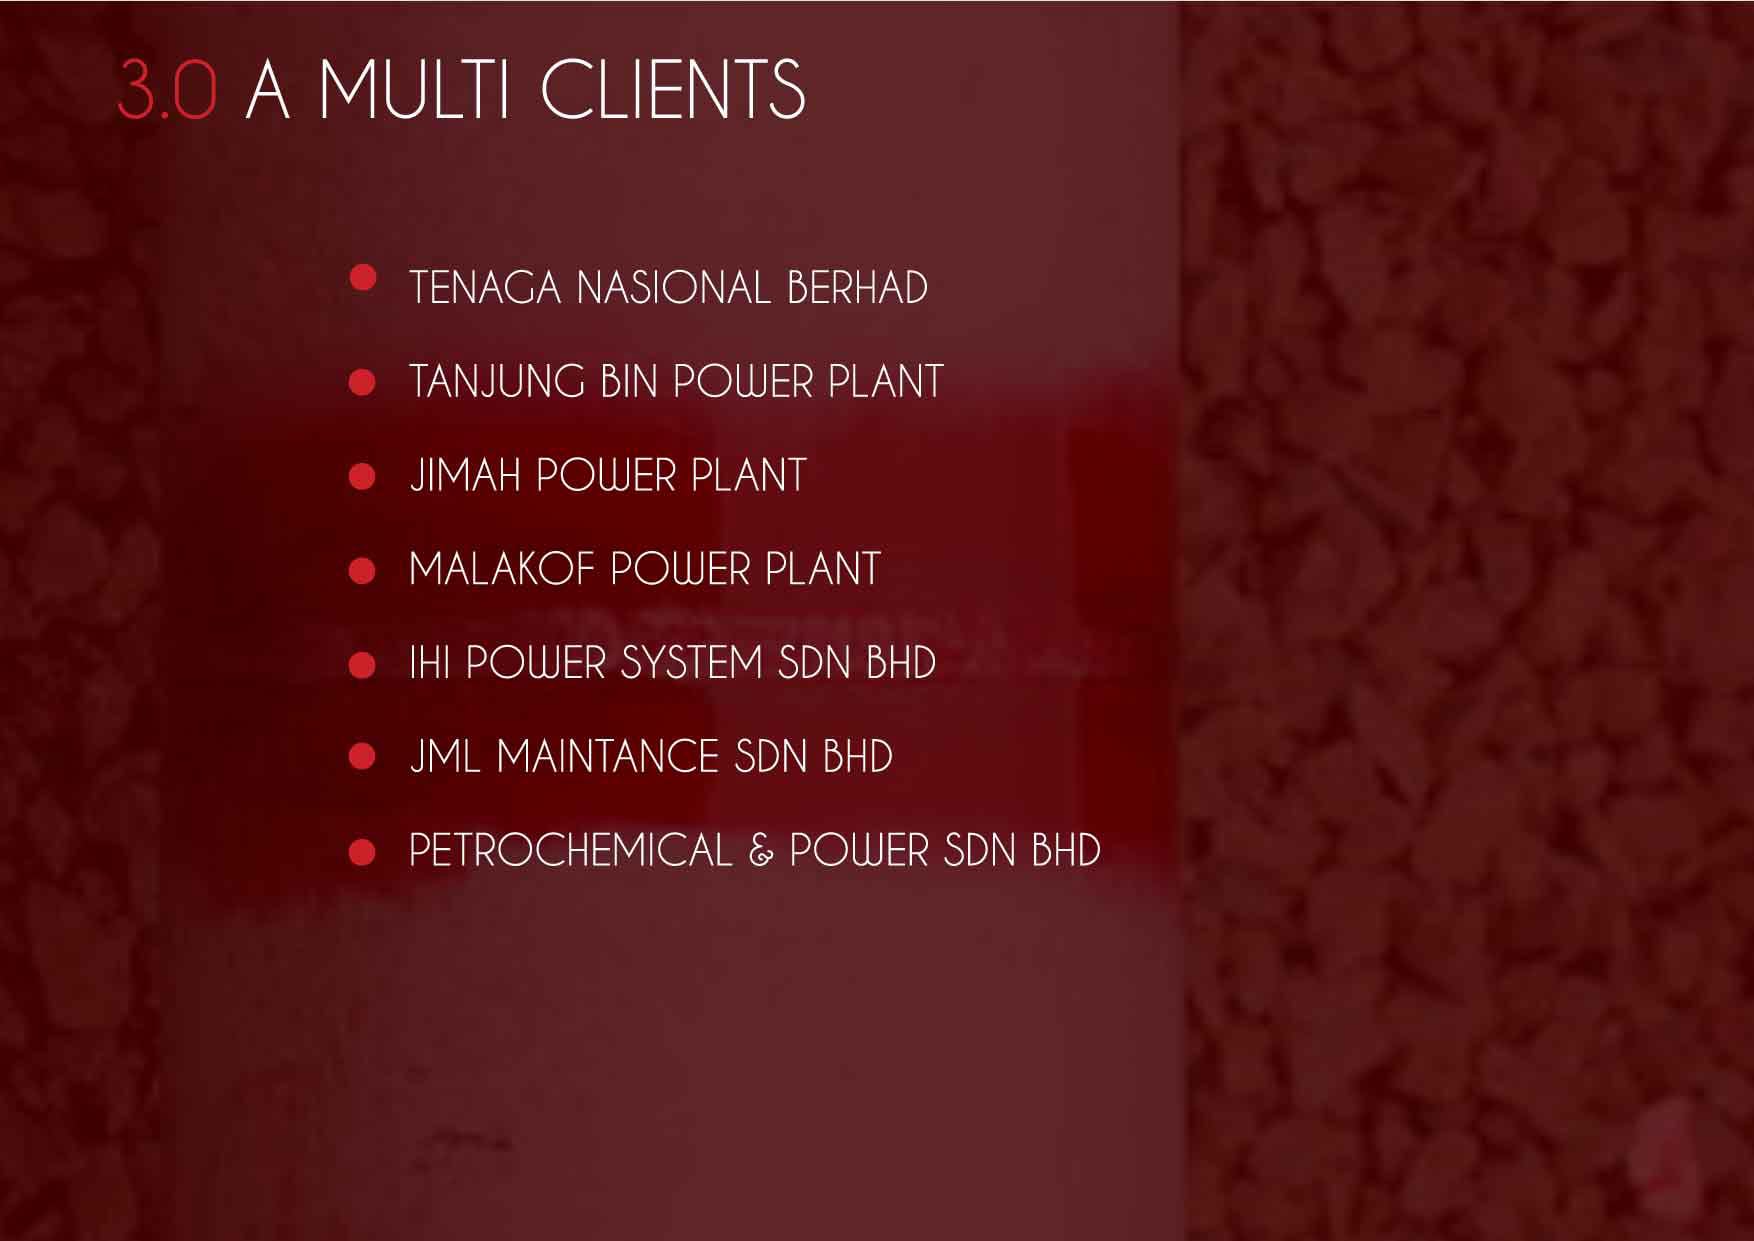 3.0 A MULTI CLIENTS
TENAGA NASIONAL BERHAD
TANJUNG BIN POWER PLANT
JIMAH POWER PLANT
MALAKOF POWER PLANT
IHI POWER SYSTEM SDN BHD
JML MAINTANCE SDN BHD
PETROCHEMICAL & POWER SDN BHD